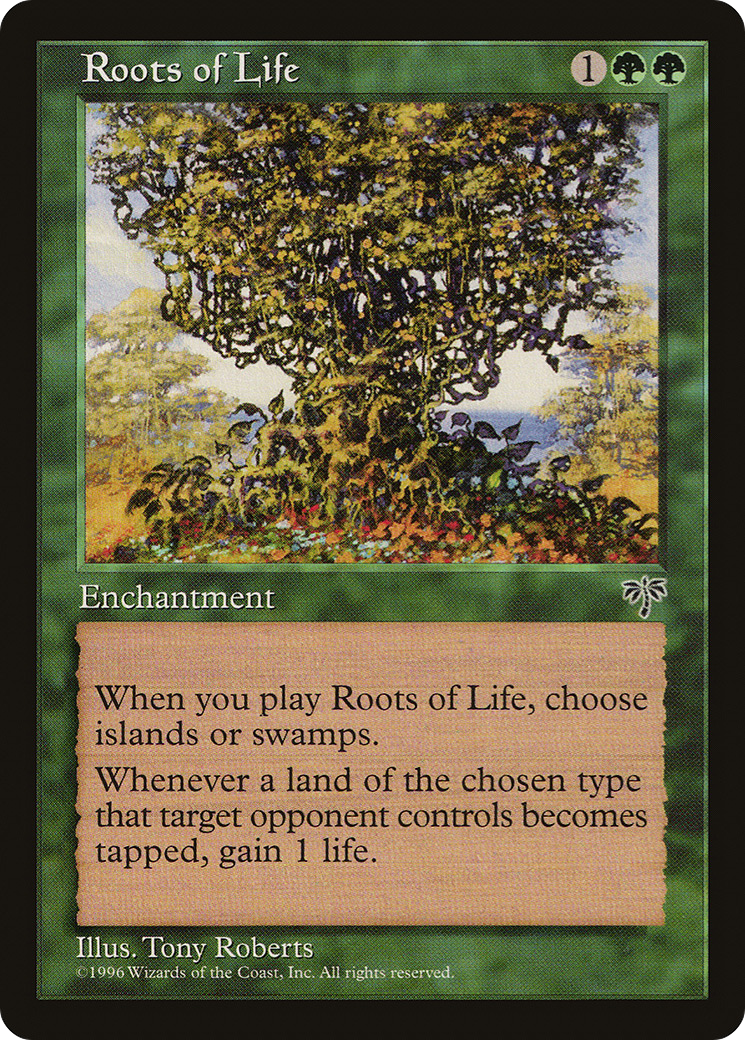 Roots of Life 1
Enchantment
When you play Roots of Life, choose
islands or swamps.
Whenever a land of the chosen type
that target opponent controls becomes
tapped, gain 1 life.
Illus. Tony Roberts
©1996 Wizards of the Coast, Inc. All rights reserved.